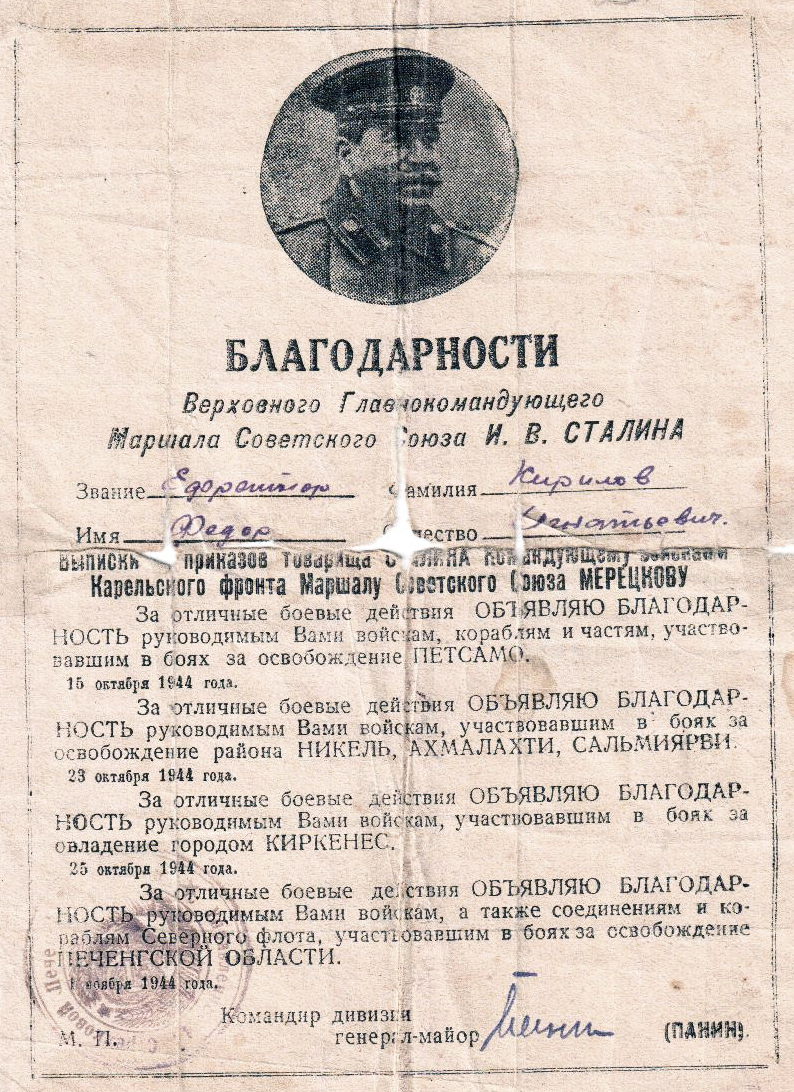 БЛАГОДАРНОСТИ
Верховного Главнокомандующего
Маршала Советского Союза И. В. СТАЛИНА
Звание Ефрейтор Фамилия Кирилов
Имя Федор Отчество Игнатьевич.
Выписки из приказов товарища СТАЛИНА Командующему войсками
Карельского фронта Маршалу Советского Союза МЕРЕЦКОВУ
За отличные боевые действия ОБЪЯВЛЯЮ БЛАГОДАР-
НОСТЬ руководимым Вами войскам, кораблям и частям, участво-
вавшим в боях за освобождение ПЕТСАМО.
15 октября 1944 года.
За отличные боевые действия ОБЪЯВЛЯЮ БЛАГОДАР-
НОСТЬ руководимым Вами войскам, участвовавшим в боях за
освобождение района НИКЕЛЬ, АХМАЛАХТИ, САЛЬМИЯРВИ.
23 октября 1944 года.
За отличные боевые действия ОБЪЯВЛЯЮ БЛАГОДАР-
НОСТЬ руководимым Вами войскам, участвовавшим в боях за
овладение городом КИРКЕНЕС.
25 октября 1944 года.
За отличные боевые действия ОБЪЯВЛЯЮ БЛАГОДАР-
НОСТЬ руководимым Вами войскам, а также соединениям и ко-
раблям Северного флота, участвовавшим в боях за освобождение
ПЕЧЕНГСКОЙ ОБЛАСТИ.
1 ноября 1944 года.
Командир дивизии
М. П. генерал-майор Панин (ПАНИН).